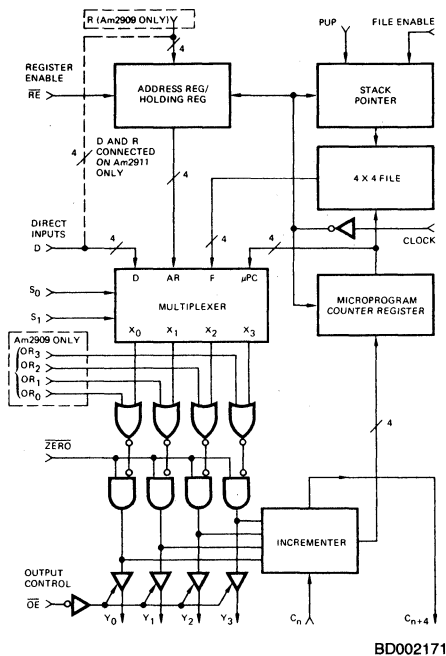 R (Am2909 ONLY)
PUP
FILE ENABLE
4
REGISTER
ENABLE
RE
ADDRESS REG/
HOLDING REG
STACK
POINTER
4
D AND R
CONNECTED
ON Am2911
ONLY
4
4 X 4 FILE
DIRECT
INPUTS
D
4
4
4
CLOCK
D
AR
F
μPC
MULTIPLEXER
S0
S1
X0
X1
X2
X3
MICROPROGRAM
COUNTER REGISTER
Am2909 ONLY
OR3
OR2
OR1
OR0
4
ZERO
INCREMENTER
OUTPUT
CONTROL
OE
Y0
Y1
Y2
Y3
Cn
Cn+4
BD002171